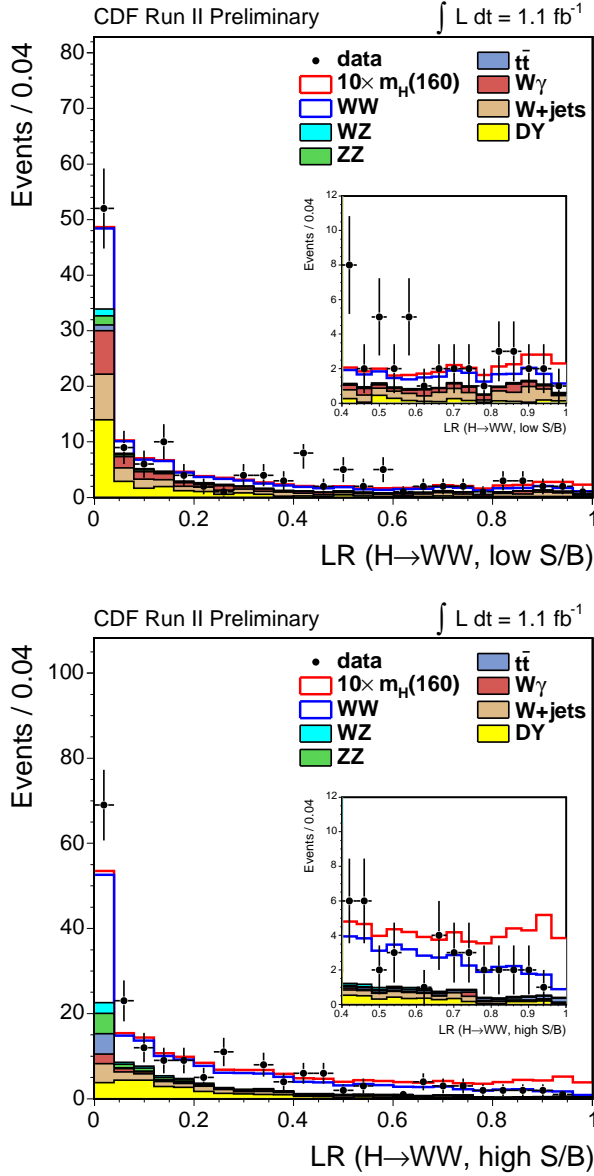 CDF Run II Preliminary ∫ L dt = 1.1 fb⁻¹
Events / 0.04
80
70
60
50
40
30
20
10
0
data
10× m_H(160)
WW
WZ
ZZ
tt̄
Wγ
W+jets
DY
Events / 0.04
12
10
8
6
4
2
0
0.4 0.5 0.6 0.7 0.8 0.9 1
LR (H→WW, low S/B)
0 0.2 0.4 0.6 0.8 1
LR (H→WW, low S/B)
CDF Run II Preliminary ∫ L dt = 1.1 fb⁻¹
Events / 0.04
100
80
60
40
20
0
data
10× m_H(160)
WW
WZ
ZZ
tt̄
Wγ
W+jets
DY
Events / 0.04
12
10
8
6
4
2
0
0.4 0.5 0.6 0.7 0.8 0.9 1
LR (H→WW, high S/B)
0 0.2 0.4 0.6 0.8 1
LR (H→WW, high S/B)